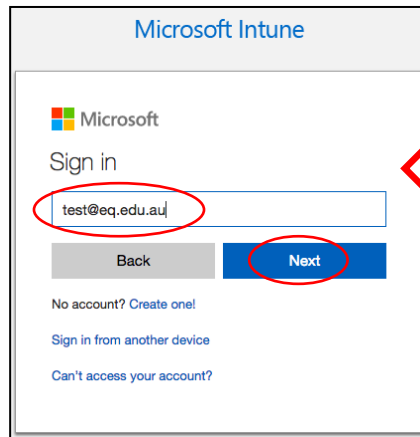 Microsoft Intune
Microsoft
Sign in
test@eq.edu.au
Back Next
No account? Create one!
Sign in from another device
Can't access your account?